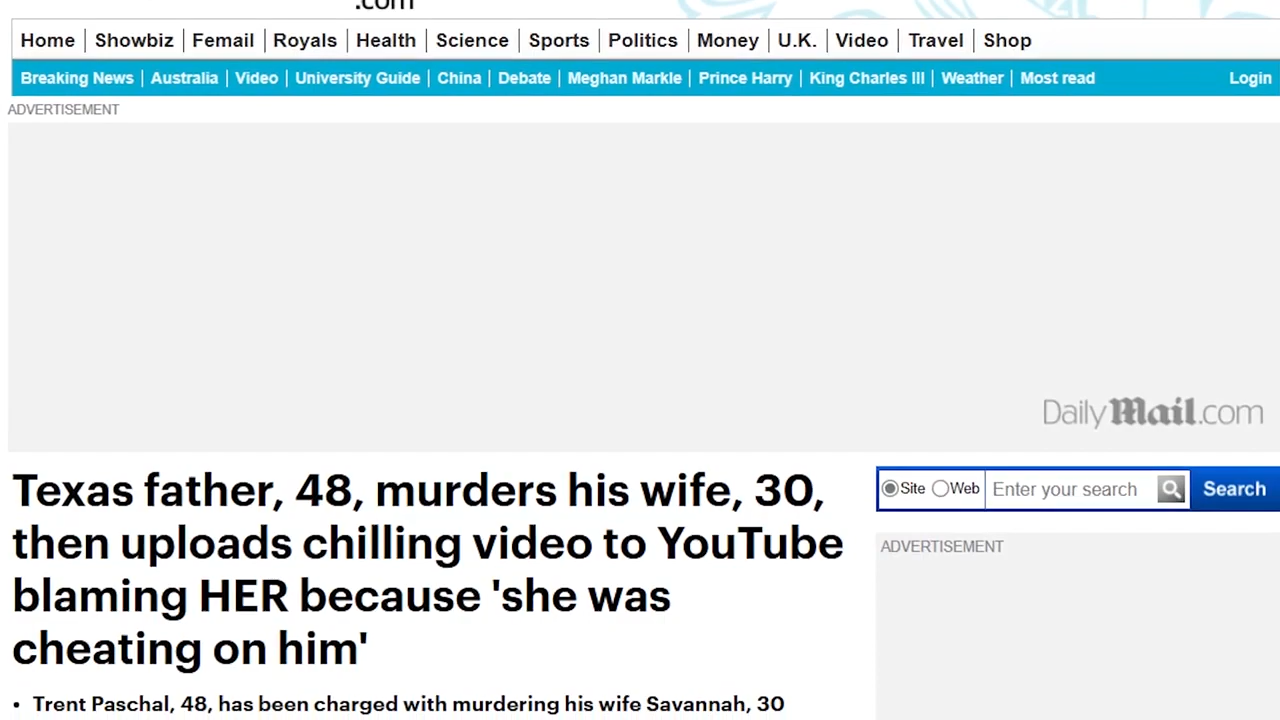 .com
Home Showbiz Femail Royals Health Science Sports Politics Money U.K. Video Travel Shop
Breaking News Australia Video University Guide China Debate Meghan Markle Prince Harry King Charles III Weather Most read Login
ADVERTISEMENT
DailyMail.com
Texas father, 48, murders his wife, 30,
then uploads chilling video to YouTube
blaming HER because 'she was
cheating on him'
• Trent Paschal, 48, has been charged with murdering his wife Savannah, 30
Site Web Enter your search Search
ADVERTISEMENT